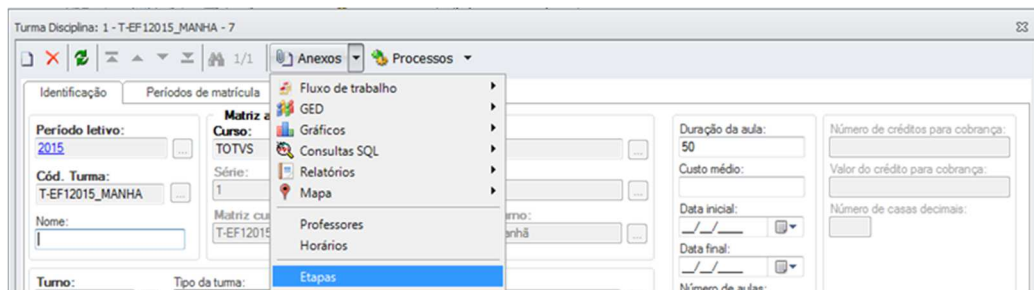 Turma Disciplina: 1 - T-EF12015_MANHA - 7
1/1 Anexos Processos
Identificação Períodos de matrícula
Fluxo de trabalho
GED
Gráficos
Consultas SQL
Relatórios
Mapa
Professores
Horários
Etapas
Período letivo:
2015
Cód. Turma:
T-EF12015_MANHA
Nome:
Turno: Tipo da turma:
Matriz a
Curso:
TOTVS
Série:
1
Matriz cu
T-EF12015
rno:
anhã
Duração da aula:
50
Custo médio:
Data inicial:
__/__/____
Data final:
__/__/____
Número de aulas:
Número de créditos para cobrança:
Valor do crédito para cobrança:
Número de casas decimais: